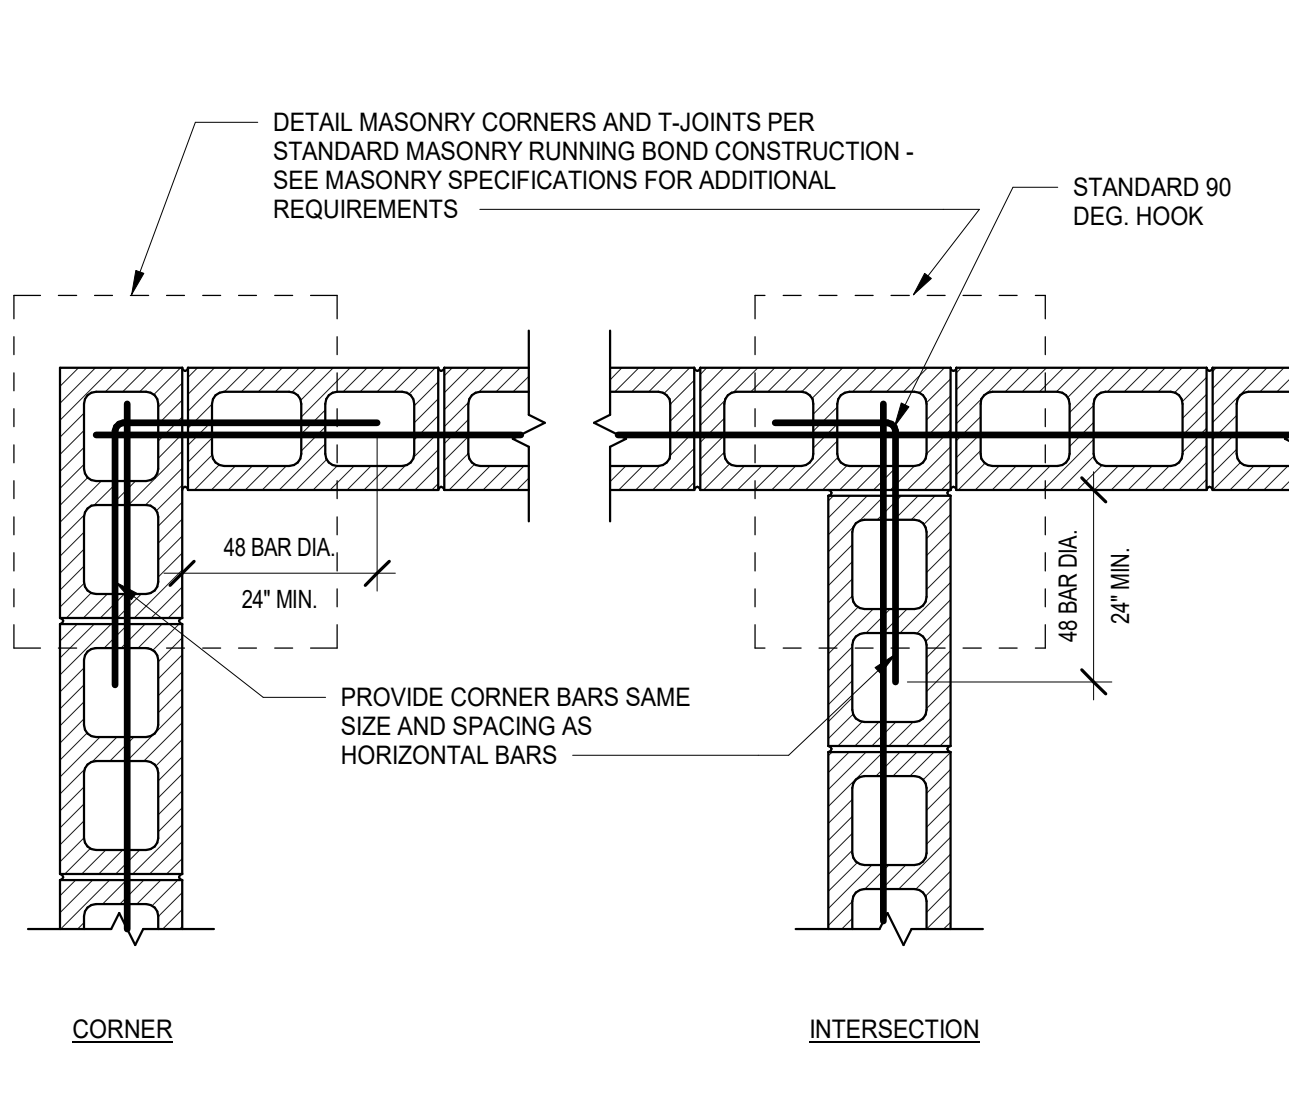 DETAIL MASONRY CORNERS AND T-JOINTS PER
STANDARD MASONRY RUNNING BOND CONSTRUCTION -
SEE MASONRY SPECIFICATIONS FOR ADDITIONAL
REQUIREMENTS
STANDARD 90
DEG. HOOK
48 BAR DIA.
24" MIN.
48 BAR DIA.
24" MIN.
PROVIDE CORNER BARS SAME
SIZE AND SPACING AS
HORIZONTAL BARS
CORNER
INTERSECTION